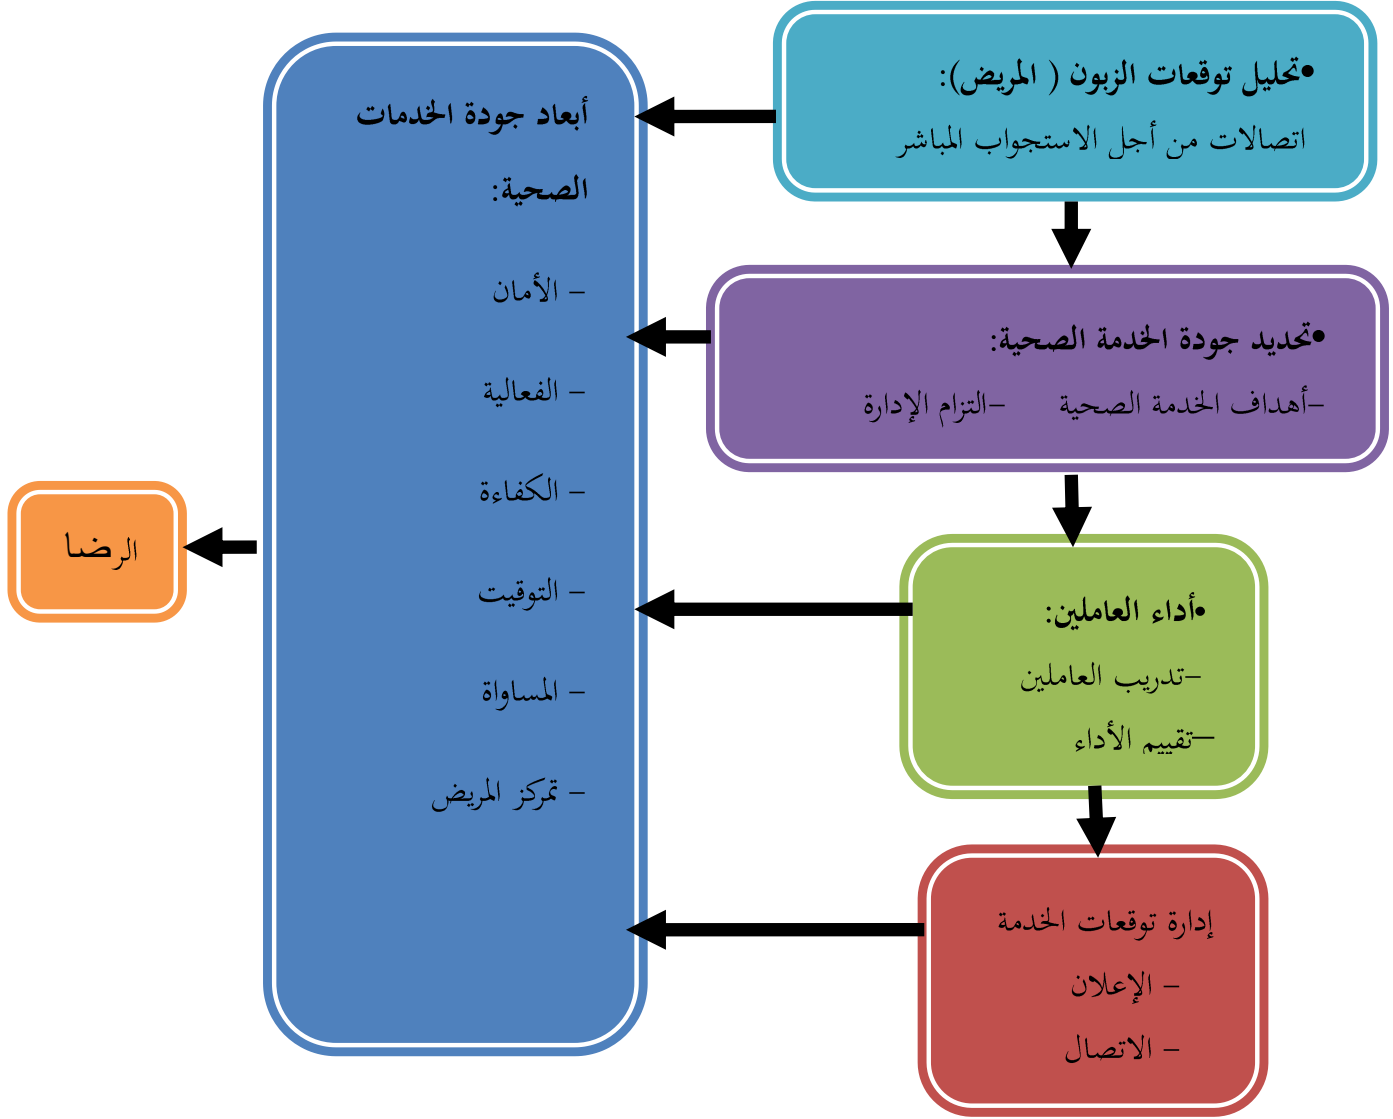 •تحليل توقعات الزبون ( المريض):
اتصالات من أجل الاستجواب المباشر
•تحديد جودة الخدمة الصحية:
–أهداف الخدمة الصحية –التزام الإدارة
•أداء العاملين:
–تدريب العاملين
–تقييم الأداء
إدارة توقعات الخدمة
– الإعلان
– الاتصال
أبعاد جودة الخدمات
الصحية:
– الأمان
– الفعالية
– الكفاءة
– التوقيت
– المساواة
– تمركز المريض
الرضا